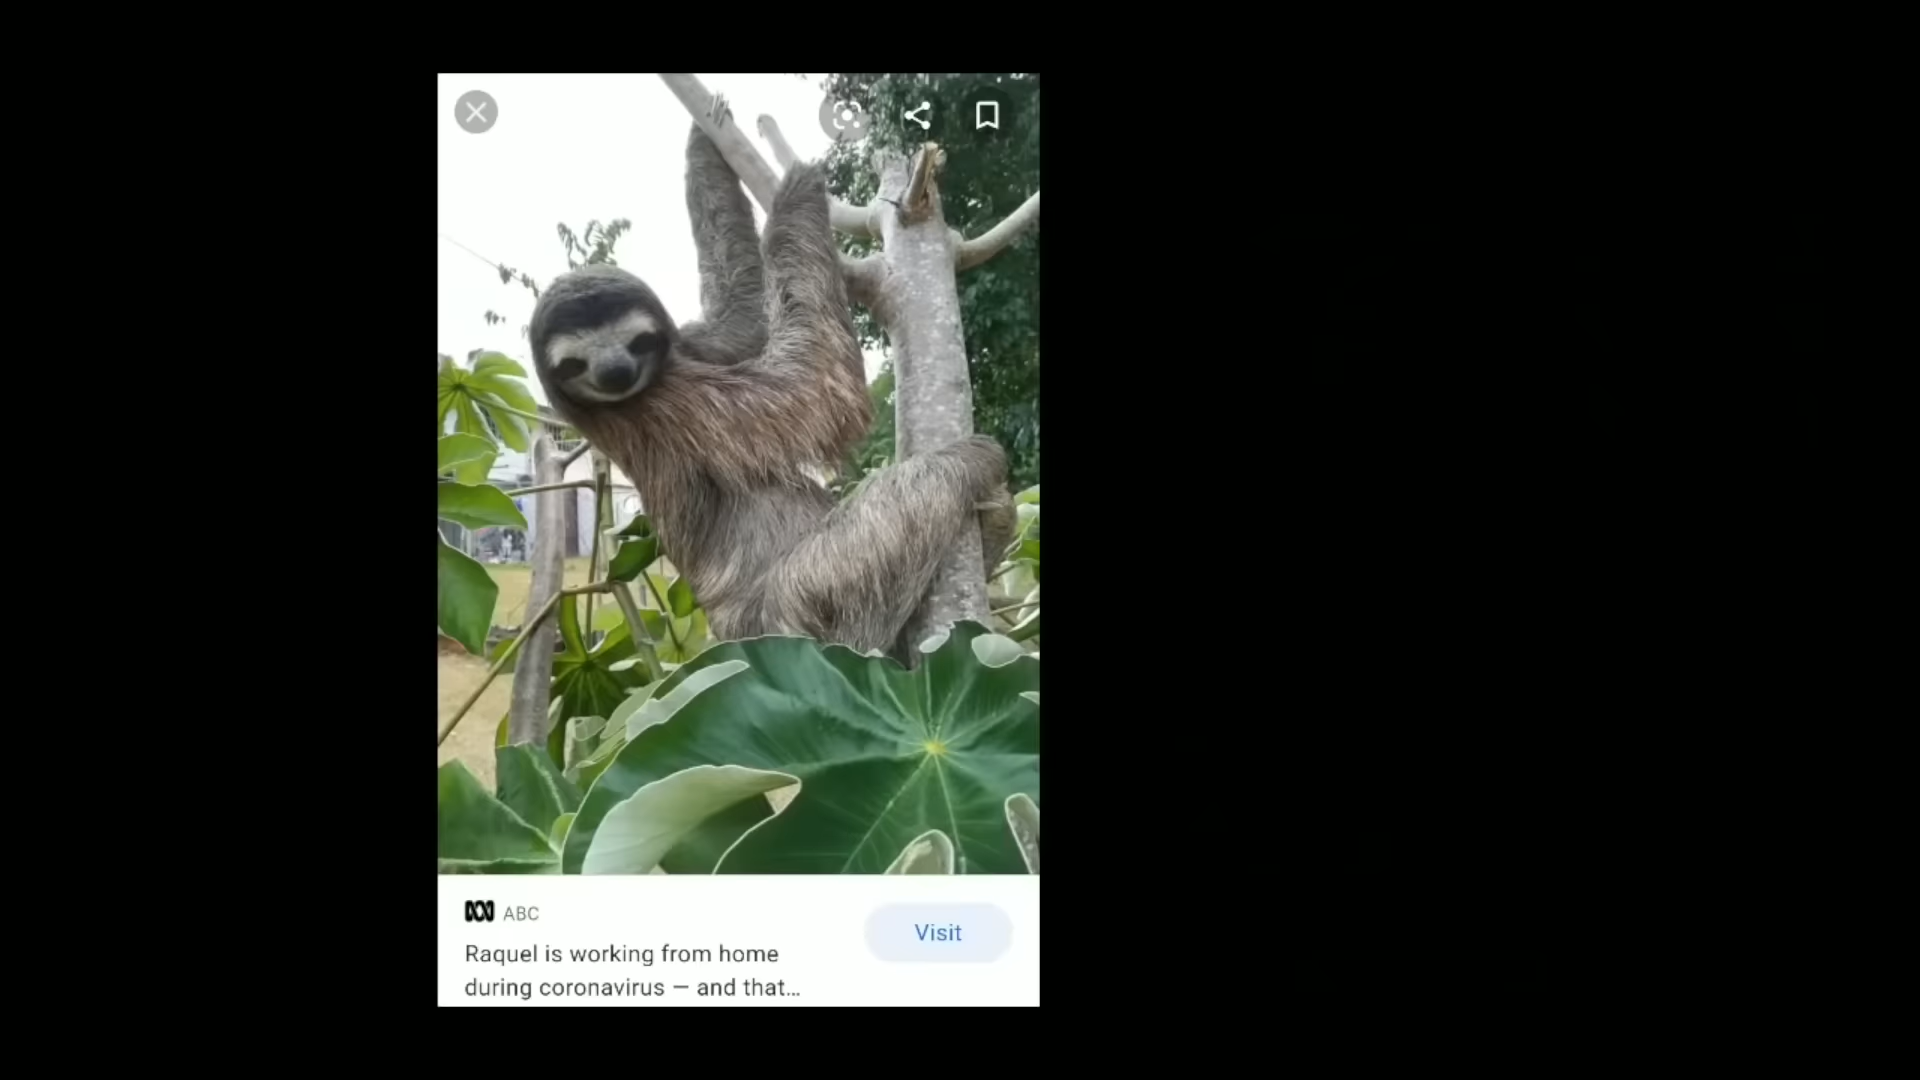 ABC
Visit
Raquel is working from home
during coronavirus — and that...